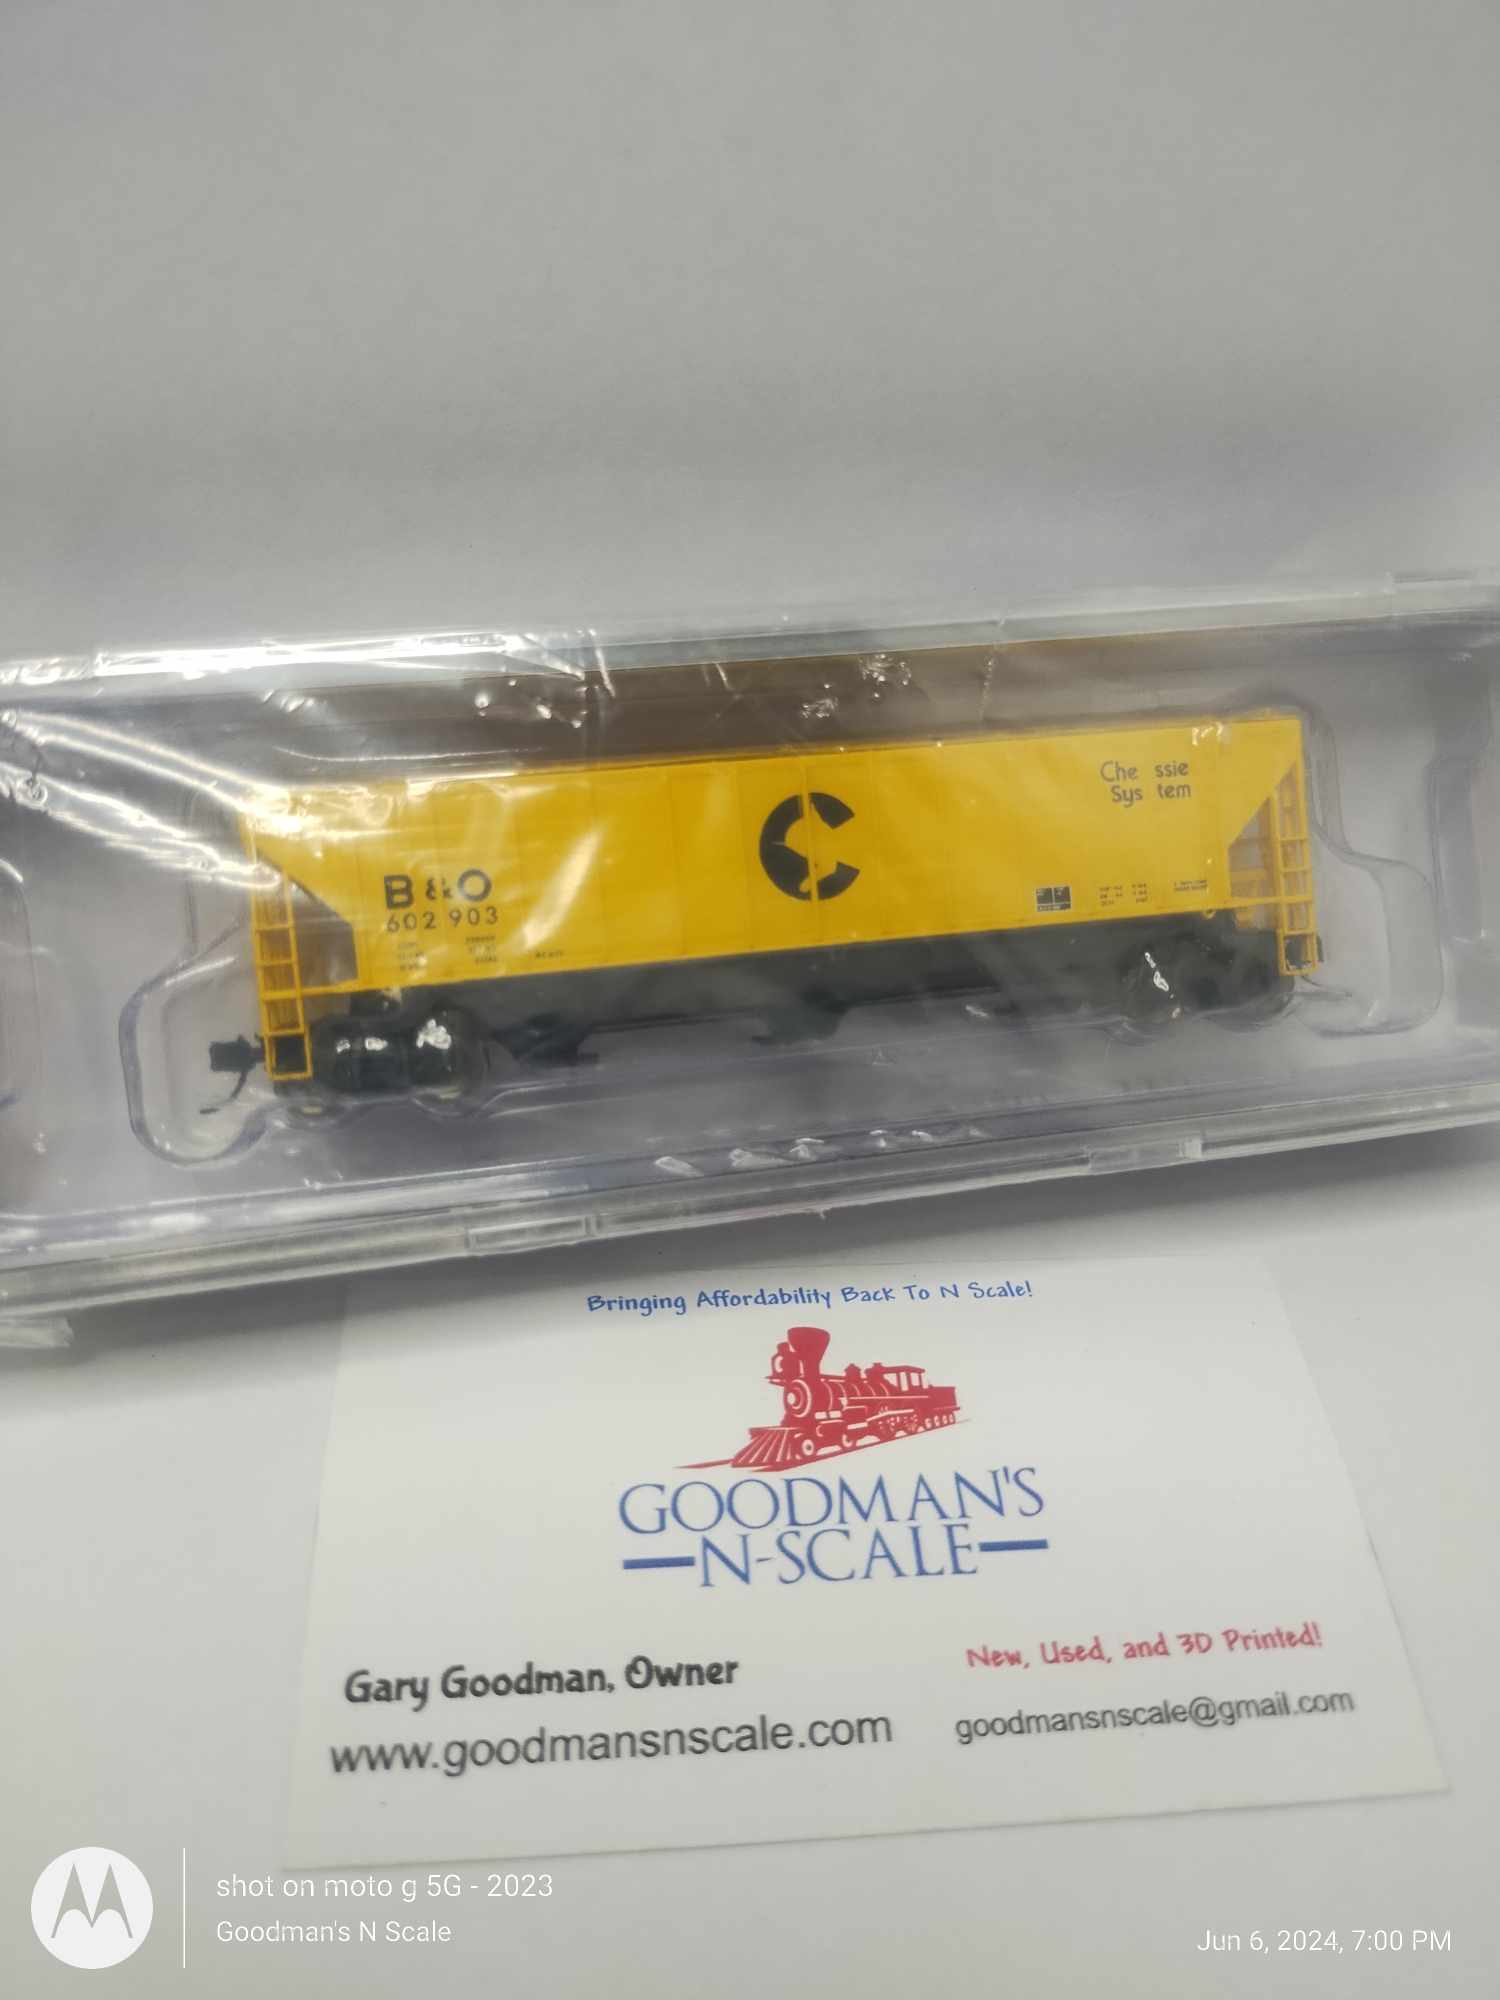 Che ssie
Sys tem
B&O
602 903
Bringing Affordability Back To N Scale!
GOODMAN'S
N-SCALE
Gary Goodman, Owner
New, Used, and 3D Printed!
www.goodmansnscale.com
goodmansnscale@gmail.com
shot on moto g 5G - 2023
Goodman's N Scale
Jun 6, 2024, 7:00 PM